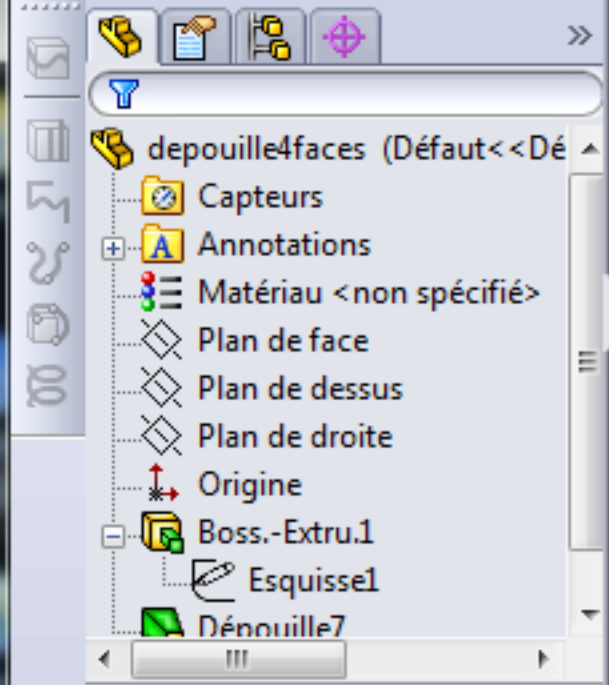 »
depouille4faces (Défaut<<Dé
Capteurs
A Annotations
Matériau <non spécifié>
Plan de face
Plan de dessus
Plan de droite
Origine
Boss.-Extru.1
Esquisse1
Dépouille7